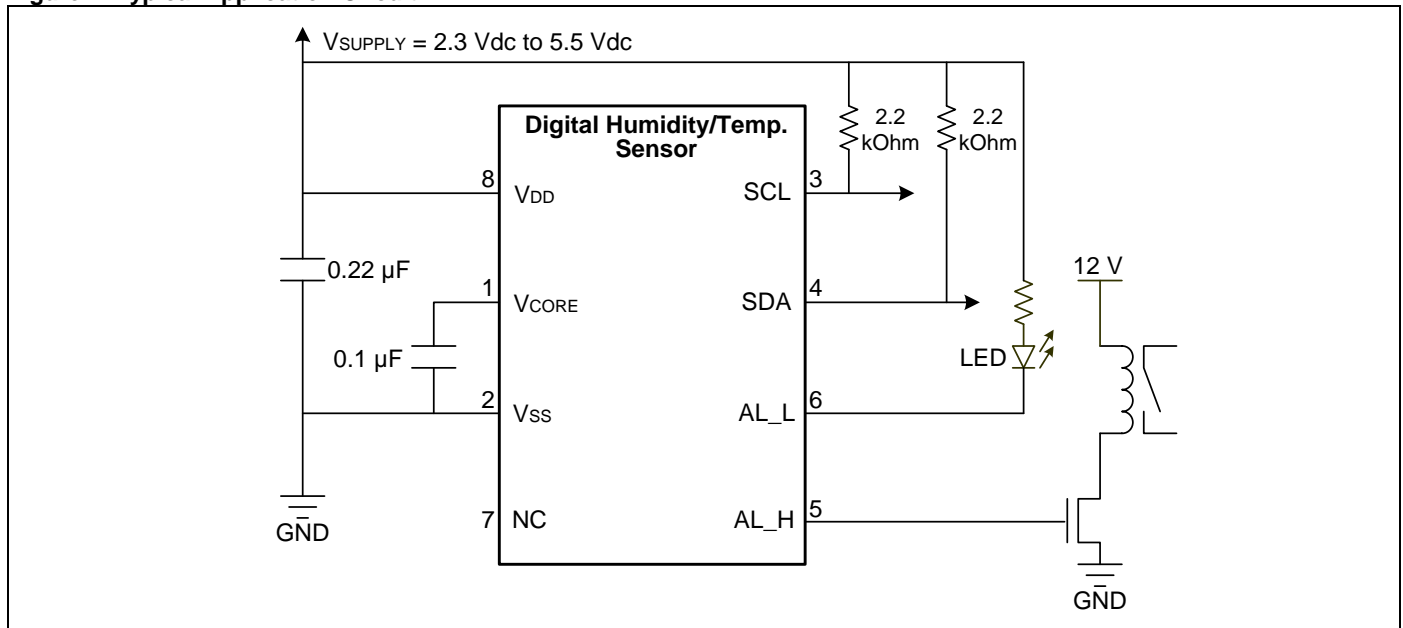 VSUPPLY = 2.3 Vdc to 5.5 Vdc
Digital Humidity/Temp.
Sensor
2.2
kOhm
2.2
kOhm
8
VDD
SCL
3
0.22 µF
1
VCORE
SDA
4
12 V
0.1 µF
LED
2
VSS
AL_L
6
7
NC
AL_H
5
GND
GND